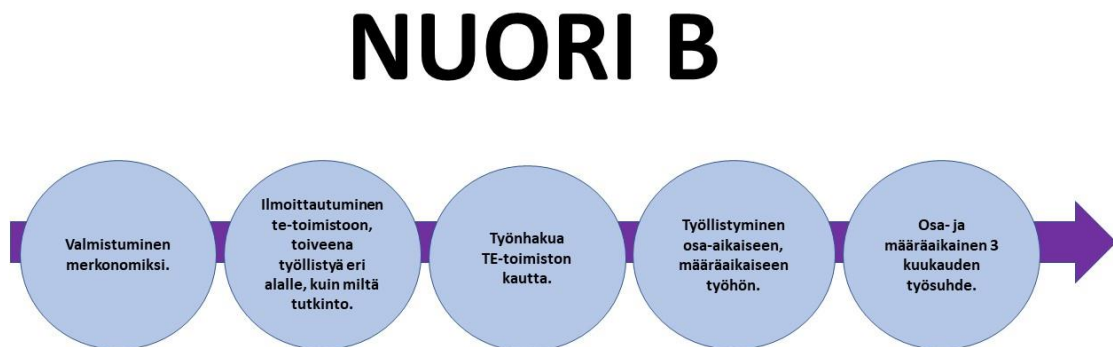 NUORI B
Valmistuminen
merkonomiksi.
Ilmoittautuminen
te-toimistoon,
toiveena
työllistyä eri
alalle, kuin miltä
tutkinto.
Työnhakua
TE-toimiston
kautta.
Työllistyminen
osa-aikaiseen,
määräaikaiseen
työhön.
Osa- ja
määräaikainen 3
kuukauden
työsuhde.